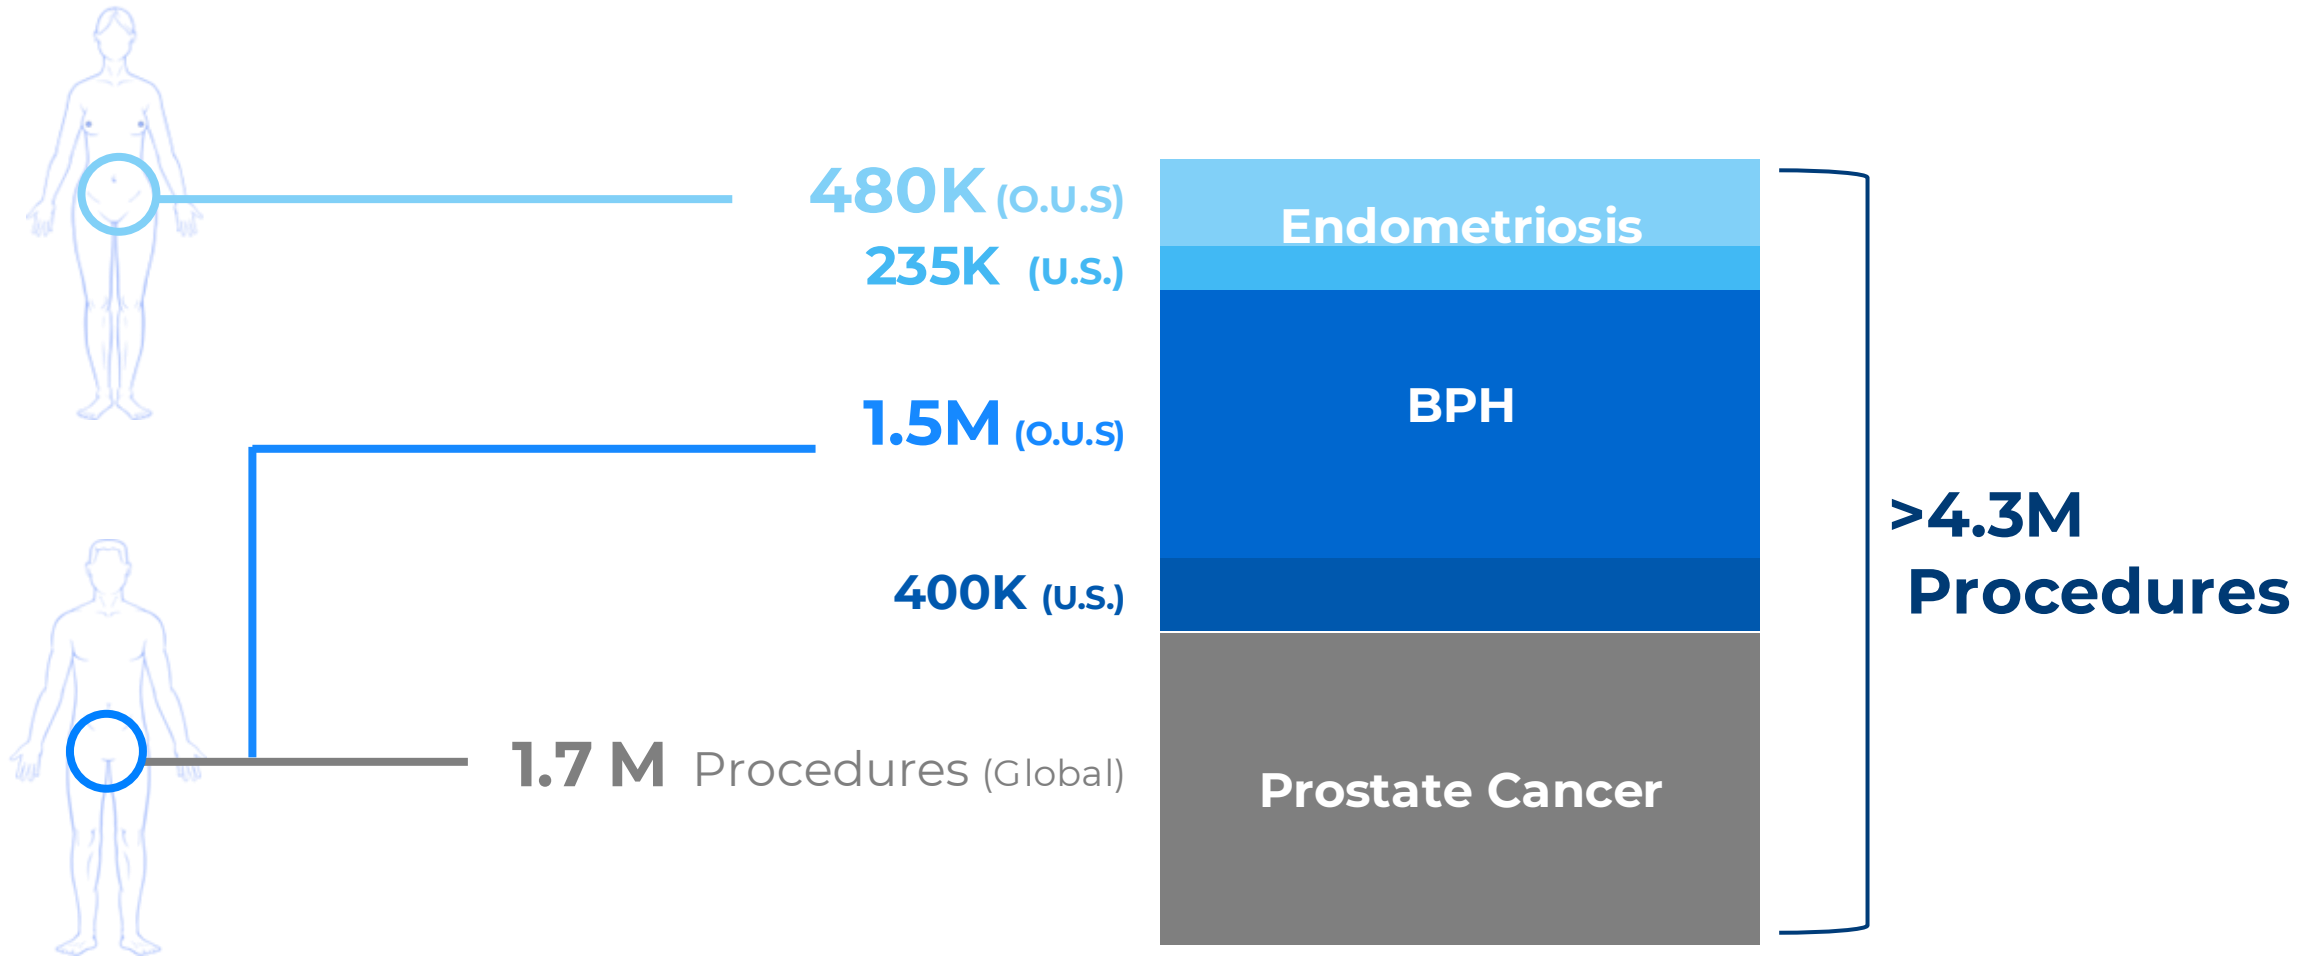 480K (O.U.S)
235K (U.S.)
Endometriosis
1.5M (O.U.S)
BPH
400K (U.S.)
>4.3M
Procedures
1.7 M Procedures (Global)
Prostate Cancer